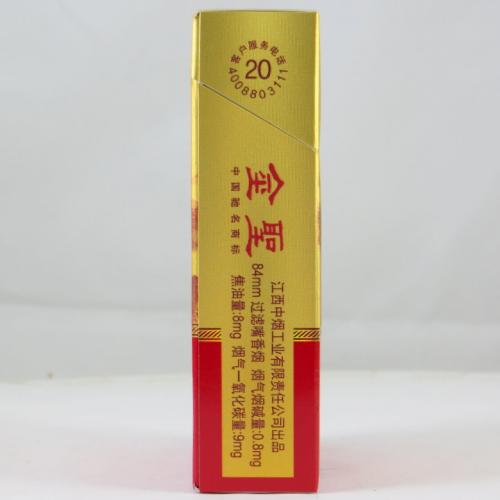 客户服务电话
20
4008803111
金聖
中国驰名商标
江西中烟工业有限责任公司出品
84mm 过滤嘴香烟 烟气烟碱量:0.8mg
焦油量:8mg 烟气一氧化碳量:9mg